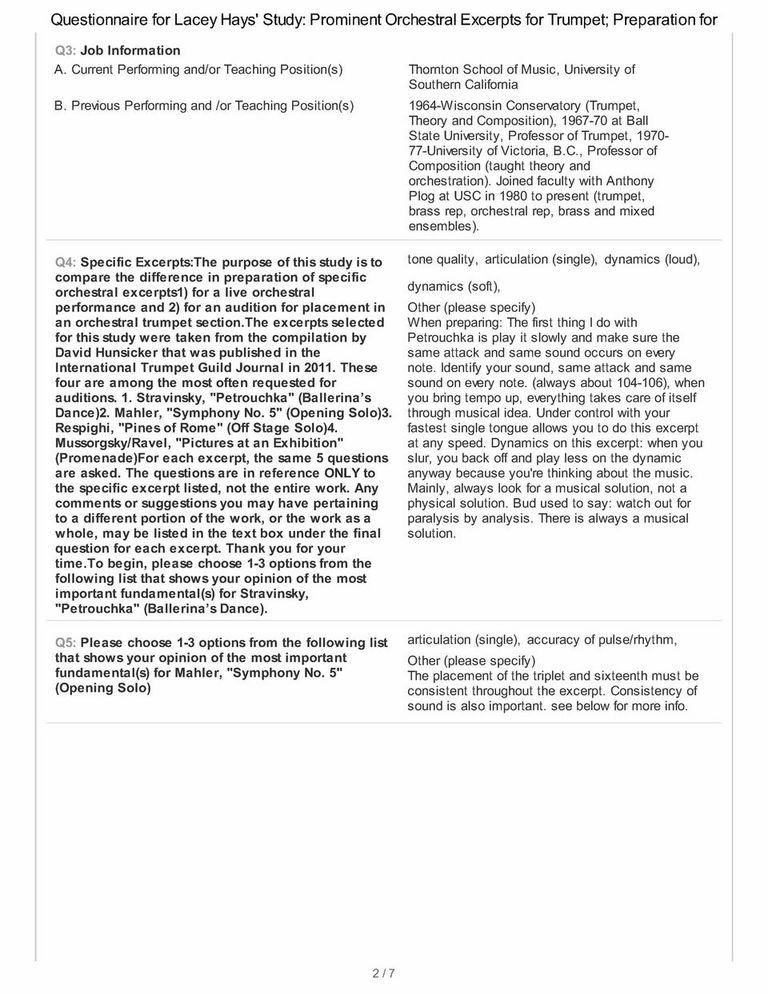 Questionnaire for Lacey Hays' Study: Prominent Orchestral Excerpts for Trumpet; Preparation for
Q3: Job Information
A. Current Performing and/or Teaching Position(s)
Thornton School of Music, University of
Southern California
B. Previous Performing and /or Teaching Position(s)
1964-Wisconsin Conservatory (Trumpet,
Theory and Composition), 1967-70 at Ball
State University, Professor of Trumpet, 1970-
77-University of Victoria, B.C., Professor of
Composition (taught theory and
orchestration). Joined faculty with Anthony
Plog at USC in 1980 to present (trumpet,
brass rep, orchestral rep, brass and mixed
ensembles).
Q4: Specific Excerpts:The purpose of this study is to
compare the difference in preparation of specific
orchestral excerpts1) for a live orchestral
performance and 2) for an audition for placement in
an orchestral trumpet section.The excerpts selected
for this study were taken from the compilation by
David Hunsicker that was published in the
International Trumpet Guild Journal in 2011. These
four are among the most often requested for
auditions. 1. Stravinsky, "Petrouchka" (Ballerina's
Dance)2. Mahler, "Symphony No. 5" (Opening Solo)3.
Respighi, "Pines of Rome" (Off Stage Solo)4.
Mussorgsky/Ravel, "Pictures at an Exhibition"
(Promenade)For each excerpt, the same 5 questions
are asked. The questions are in reference ONLY to
the specific excerpt listed, not the entire work. Any
comments or suggestions you may have pertaining
to a different portion of the work, or the work as a
whole, may be listed in the text box under the final
question for each excerpt. Thank you for your
time.To begin, please choose 1-3 options from the
following list that shows your opinion of the most
important fundamental(s) for Stravinsky,
"Petrouchka" (Ballerina's Dance).
tone quality, articulation (single), dynamics (loud),
dynamics (soft),
Other (please specify)
When preparing: The first thing I do with
Petrouchka is play it slowly and make sure the
same attack and same sound occurs on every
note. Identify your sound, same attack and same
sound on every note. (always about 104-106), when
you bring tempo up, everything takes care of itself
through musical idea. Under control with your
fastest single tongue allows you to do this excerpt
at any speed. Dynamics on this excerpt: when you
slur, you back off and play less on the dynamic
anyway because you're thinking about the music.
Mainly, always look for a musical solution, not a
physical solution. Bud used to say: watch out for
paralysis by analysis. There is always a musical
solution.
Q5: Please choose 1-3 options from the following list
that shows your opinion of the most important
fundamental(s) for Mahler, "Symphony No. 5"
(Opening Solo)
articulation (single), accuracy of pulse/rhythm,
Other (please specify)
The placement of the triplet and sixteenth must be
consistent throughout the excerpt. Consistency of
sound is also important. see below for more info.
2 / 7